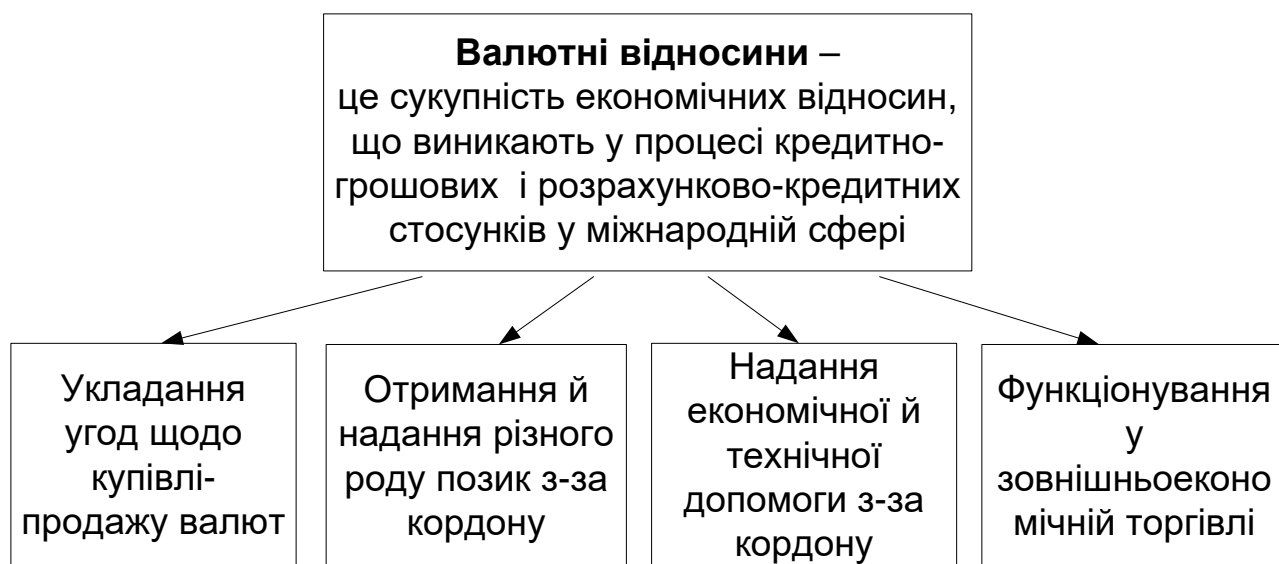 Валютні відносини –
це сукупність економічних відносин,
що виникають у процесі кредитно-
грошових і розрахунково-кредитних
стосунків у міжнародній сфері
Укладання
угод щодо
купівлі-
продажу валют
Отримання й
надання різного
роду позик з-за
кордону
Надання
економічної й
технічної
допомоги з-за
кордону
Функціонування
у
зовнішньоеконо
мічній торгівлі